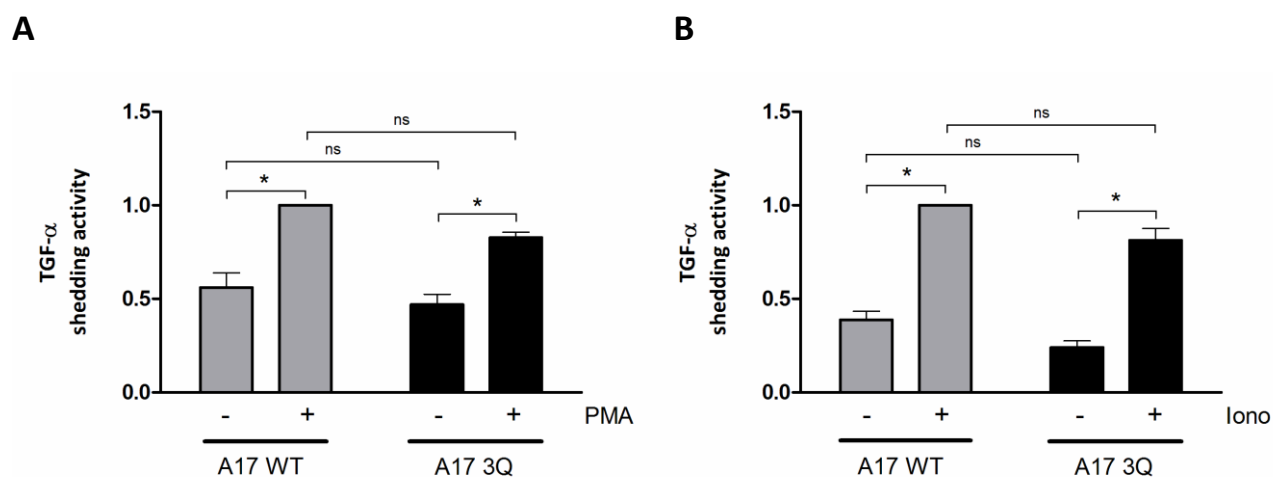 A
TGF-α
shedding activity
1.5
1.0
0.5
0.0
ns
ns
*
*
- + - + PMA
A17 WT A17 3Q
B
TGF-α
shedding activity
1.5
1.0
0.5
0.0
ns
ns
*
*
- + - + Iono
A17 WT A17 3Q